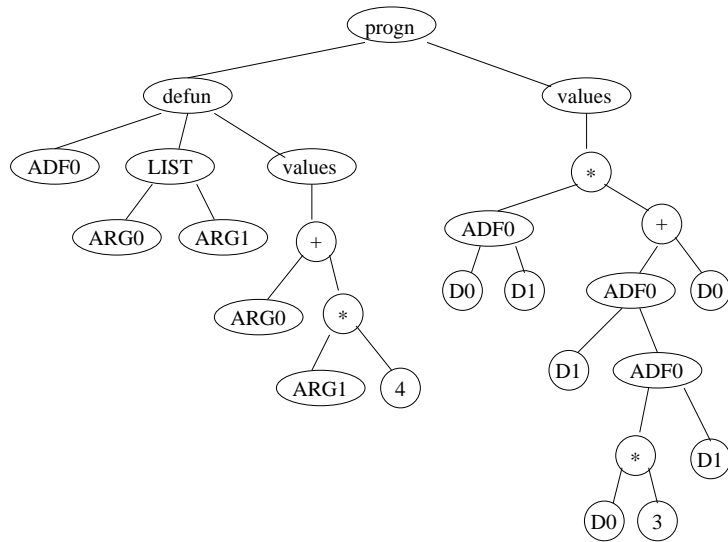 progn
defun
values
ADF0
LIST
values
*
ARG0
ARG1
+
ADF0
+
ARG0
*
D0
D1
ADF0
D0
ARG1
4
D1
ADF0
*
D1
D0
3